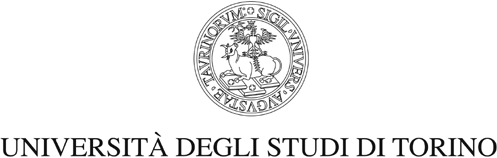 SIGIL · VNIVERS · AVGVSTAE · TAVRINORVM
UNIVERSITÀ DEGLI STUDI DI TORINO